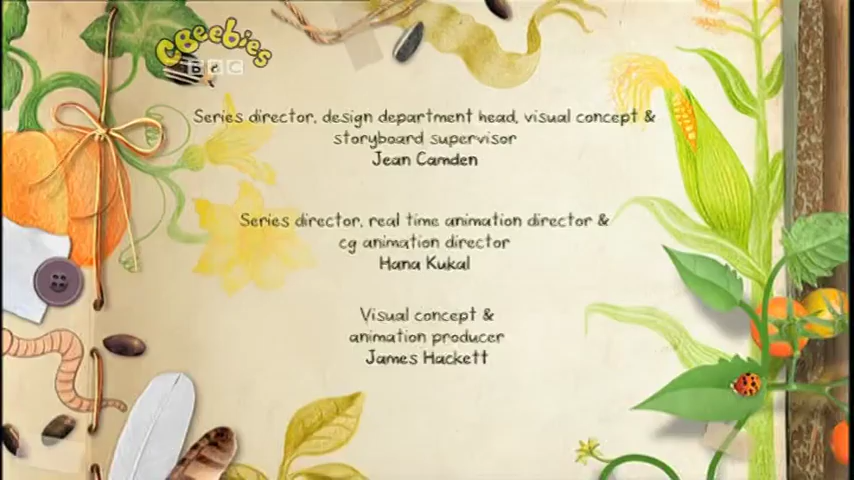 CBeebies
BBC
Series director, design department head, visual concept &
storyboard supervisor
Jean Camden
Series director, real time animation director &
cg animation director
Hana Kukal
Visual concept &
animation producer
James Hackett